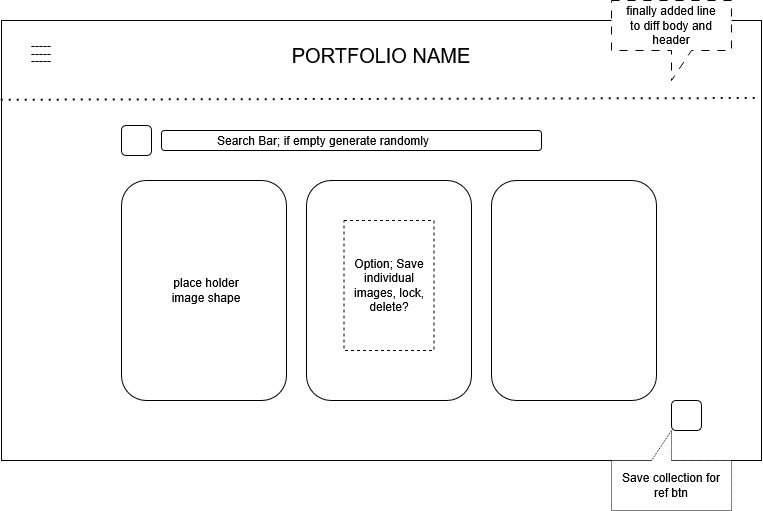 finally added line
to diff body and
header
PORTFOLIO NAME
Search Bar; if empty generate randomly
place holder
image shape
Option; Save
individual
images, lock,
delete?
Save collection for
ref btn